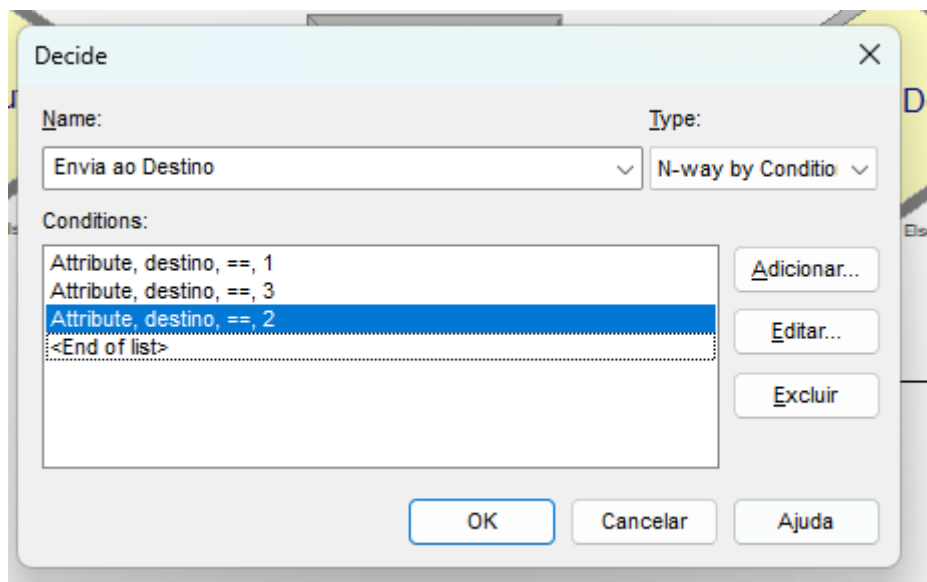 Decide
Name:
Type:
Envia ao Destino
N-way by Conditio
Conditions:
Attribute, destino, ==, 1
Attribute, destino, ==, 3
Attribute, destino, ==, 2
<End of list>
Adicionar...
Editar...
Excluir
OK
Cancelar
Ajuda
D
Els